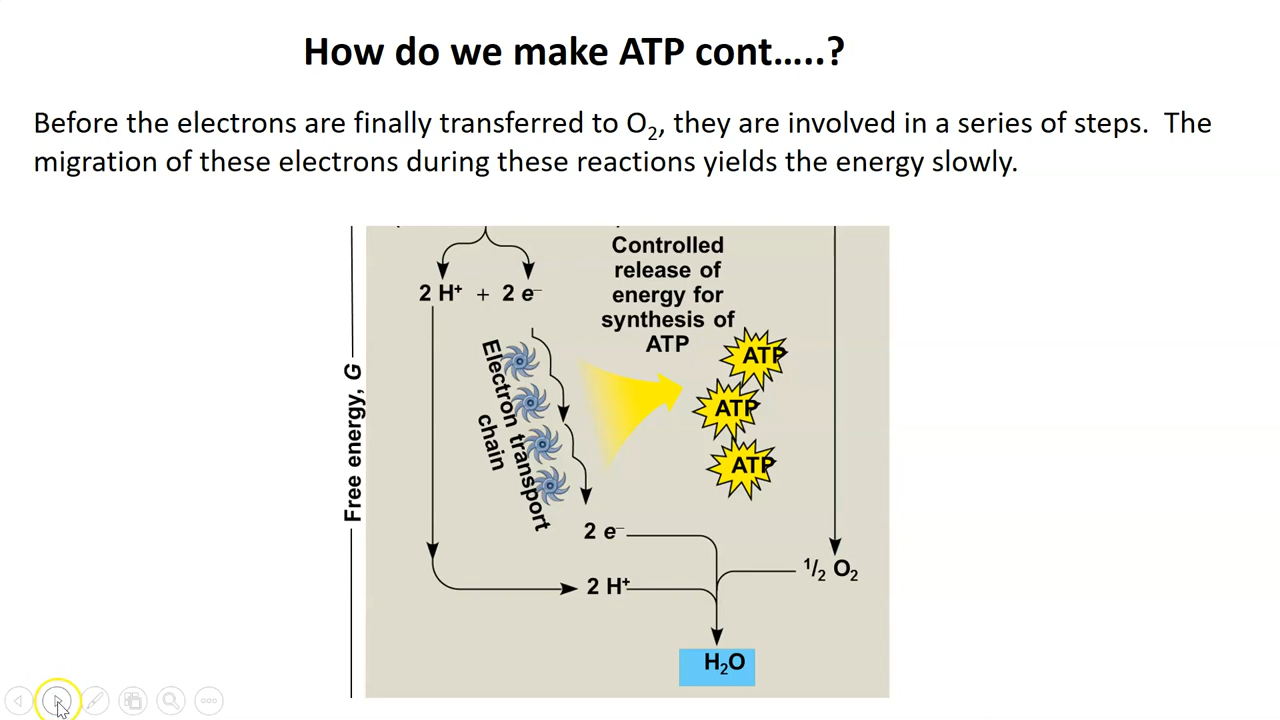 How do we make ATP cont…..?
Before the electrons are finally transferred to O₂, they are involved in a series of steps. The
migration of these electrons during these reactions yields the energy slowly.
Controlled
release of
energy for
synthesis of
ATP
2 H⁺ + 2 e⁻
Electron transport
chain
ATP
ATP
ATP
Free energy, G
2 e⁻
½ O₂
2 H⁺
H₂O